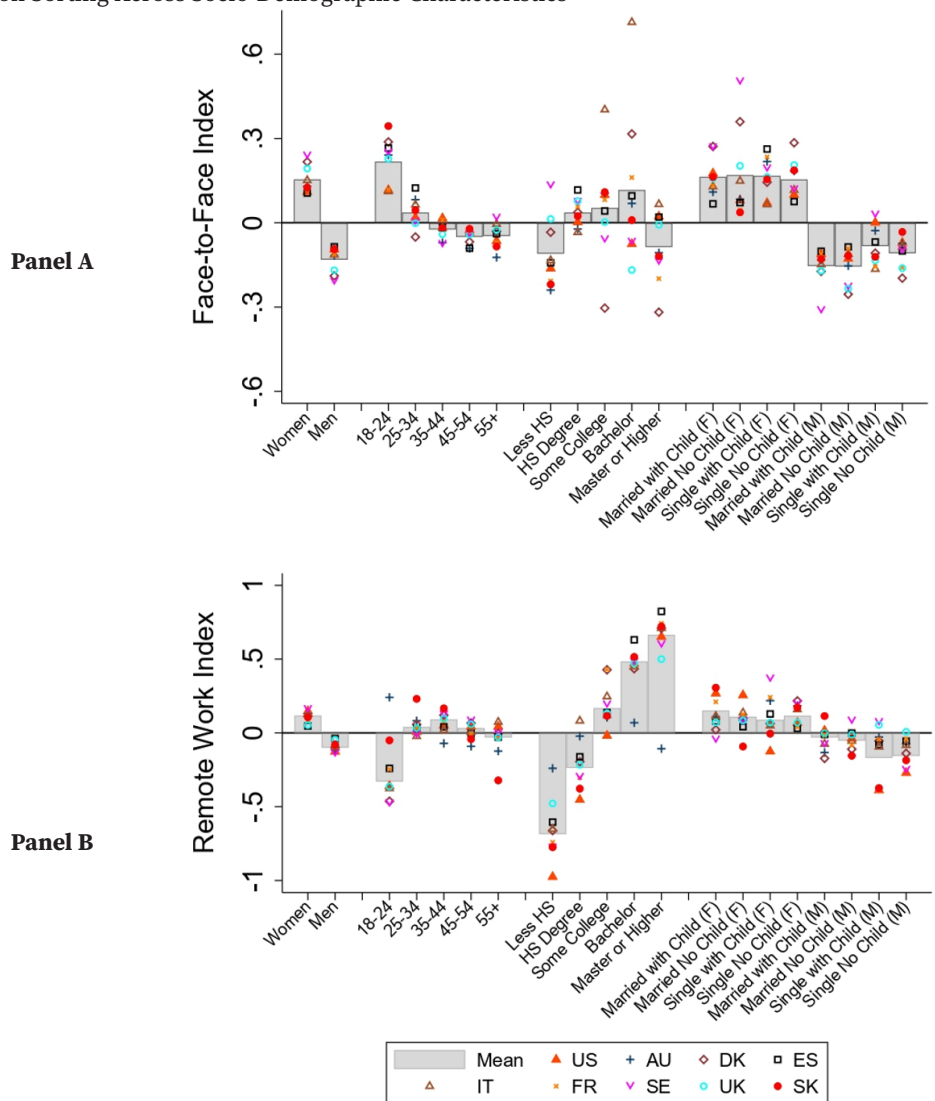 Panel A
Face-to-Face Index
.6
.3
0
-.3
-.6
Women
Men
18-24
25-34
35-44
45-54
55+
Less HS
HS Degree
Some College
Bachelor
Master or Higher
Married with Child (F)
Married No Child (F)
Single with Child (F)
Single No Child (F)
Married with Child (M)
Married No Child (M)
Single with Child (M)
Single No Child (M)
Panel B
Remote Work Index
1
.5
0
-.5
-1
Women
Men
18-24
25-34
35-44
45-54
55+
Less HS
HS Degree
Some College
Bachelor
Master or Higher
Married with Child (F)
Married No Child (F)
Single with Child (F)
Single No Child (F)
Married with Child (M)
Married No Child (M)
Single with Child (M)
Single No Child (M)
Mean US AU DK ES
IT FR SE UK SK